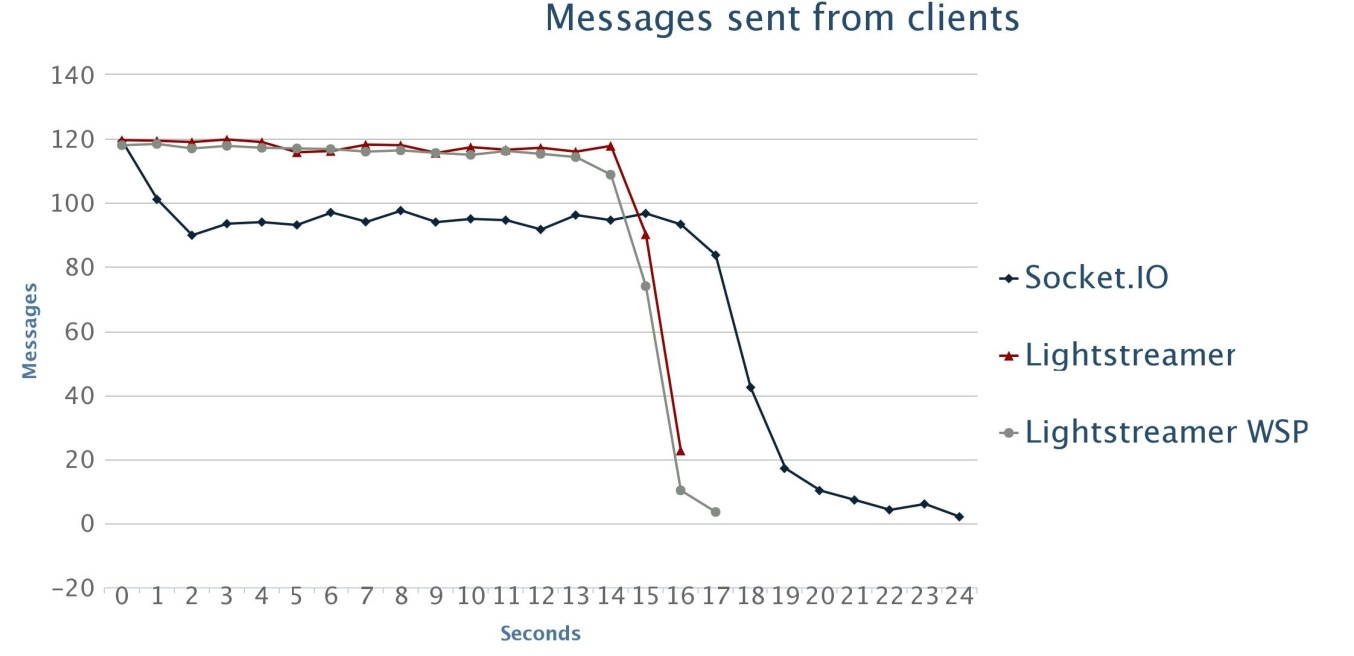 Messages sent from clients
140
120
100
80
60
40
20
0
−20
Messages
0 1 2 3 4 5 6 7 8 9 10 11 12 13 14 15 16 17 18 19 20 21 22 23 24
Seconds
Socket.IO
Lightstreamer
Lightstreamer WSP